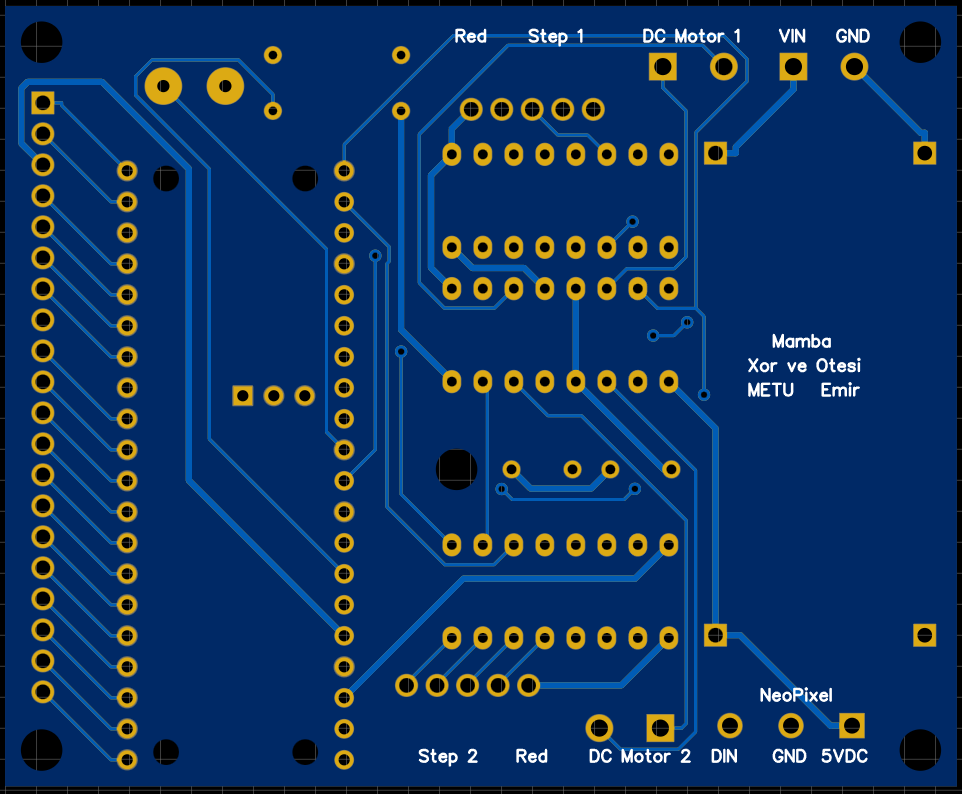 Red Step 1 DC Motor 1 VIN GND
Mamba
Xor ve Otesi
METU Emir
NeoPixel
Step 2 Red DC Motor 2 DIN GND 5VDC